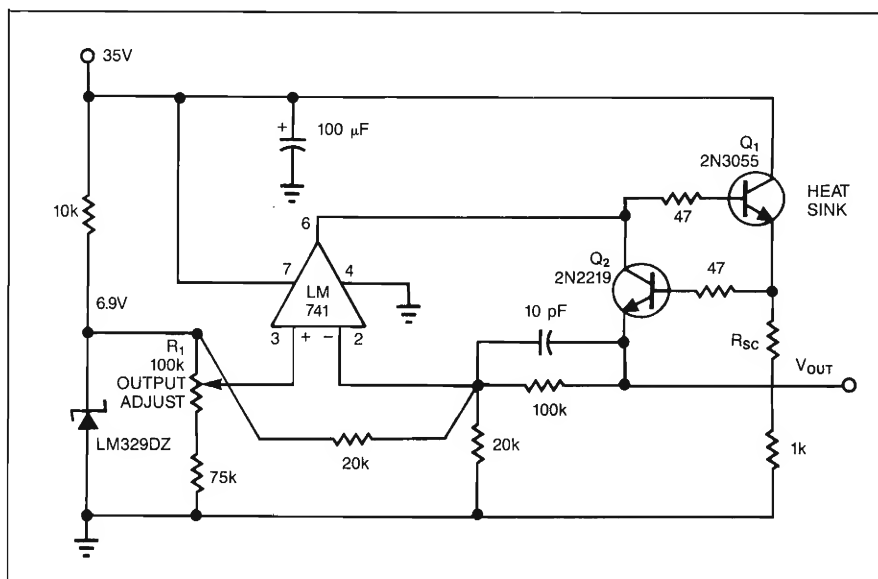 35V
+
100 µF
Q1
2N3055
HEAT
SINK
10k
47
6
7
4
LM
741
Q2
2N2219
47
6.9V
10 pF
3
+
−
2
R1
100k
OUTPUT
ADJUST
RSC
VOUT
100k
LM329DZ
20k
20k
1k
75k